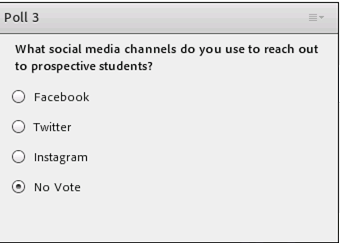 Poll 3
What social media channels do you use to reach out
to prospective students?
Facebook
Twitter
Instagram
No Vote